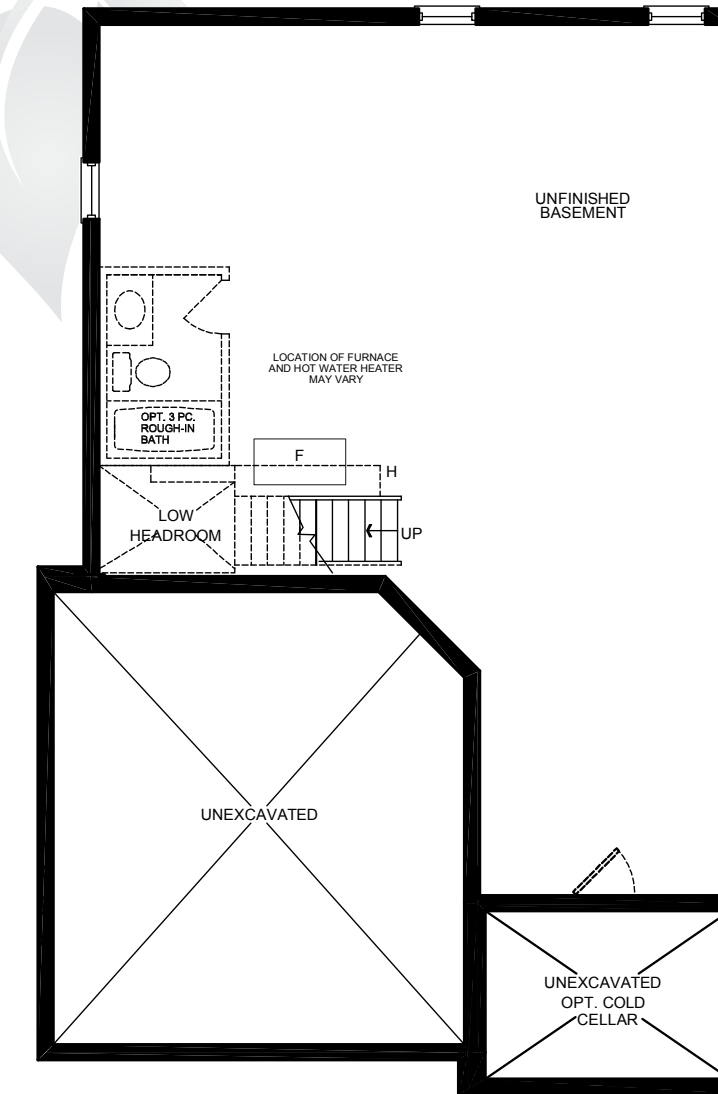 UNFINISHED
BASEMENT
LOCATION OF FURNACE
AND HOT WATER HEATER
MAY VARY
OPT. 3 PC.
ROUGH-IN
BATH
F
H
LOW
HEADROOM
UP
UNEXCAVATED
UNEXCAVATED
OPT. COLD
CELLAR